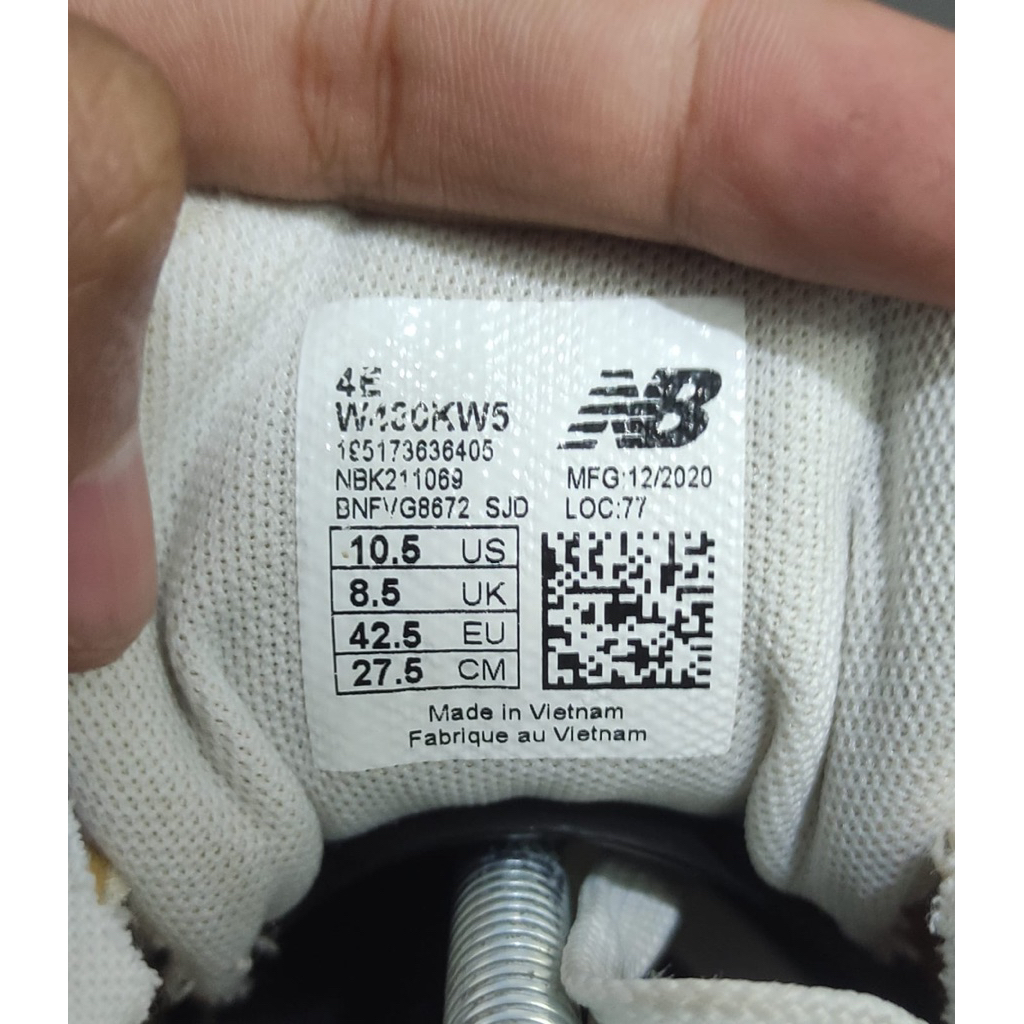 4E
W480KW5
195173636405
NBK211069
BNFVG8672 SJD
NB
MFG:12/2020
LOC:77
10.5 US
8.5 UK
42.5 EU
27.5 CM
Made in Vietnam
Fabrique au Vietnam